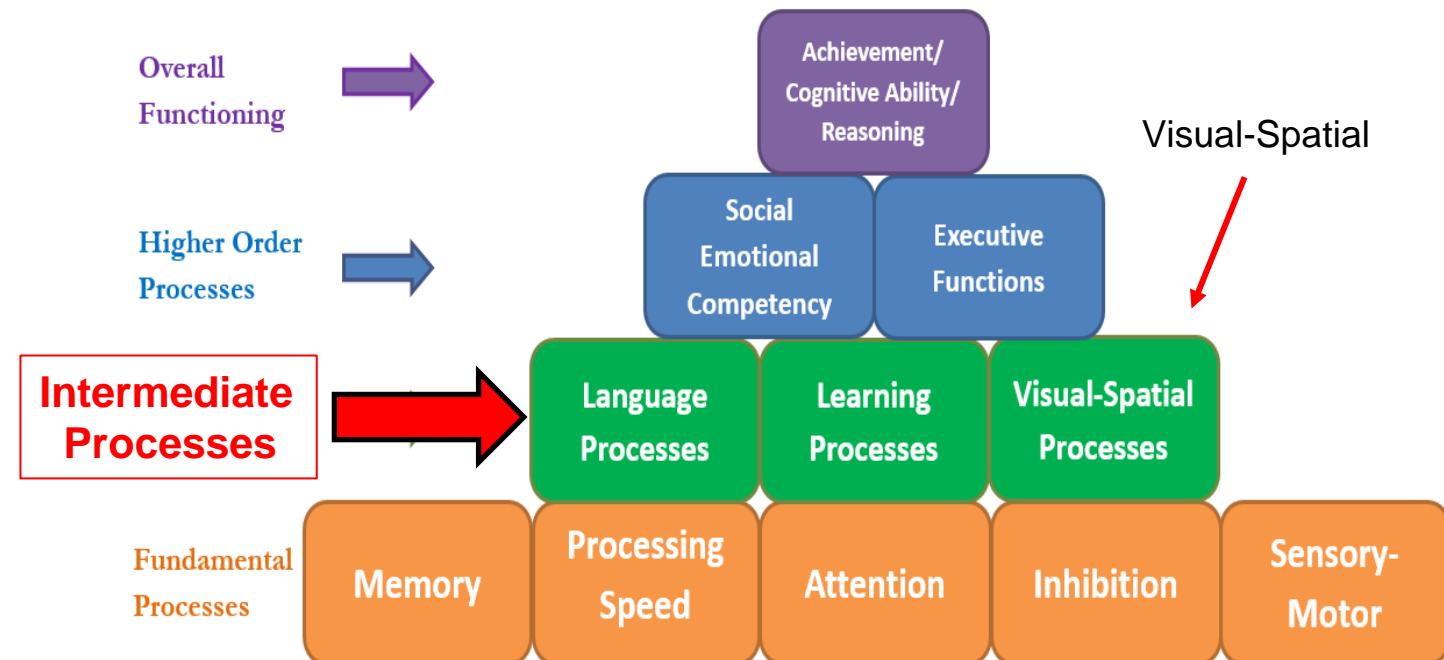 Overall
Functioning
Achievement/
Cognitive Ability/
Reasoning
Visual-Spatial
Higher Order
Processes
Social
Emotional
Competency
Executive
Functions
Intermediate
Processes
Language
Processes
Learning
Processes
Visual-Spatial
Processes
Fundamental
Processes
Memory
Processing
Speed
Attention
Inhibition
Sensory-
Motor